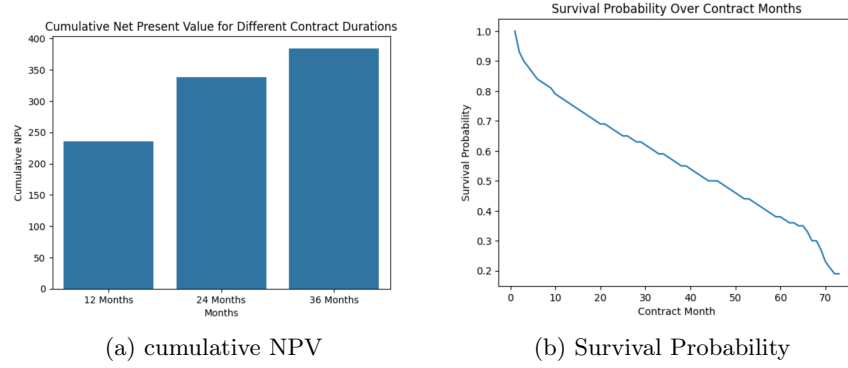 Cumulative Net Present Value for Different Contract Durations
400
350
300
250
200
150
100
50
0
Cumulative NPV
12 Months
24 Months
36 Months
Months
(a) cumulative NPV
Survival Probability Over Contract Months
1.0
0.9
0.8
0.7
0.6
0.5
0.4
0.3
0.2
Survival Probability
0
10
20
30
40
50
60
70
Contract Month
(b) Survival Probability